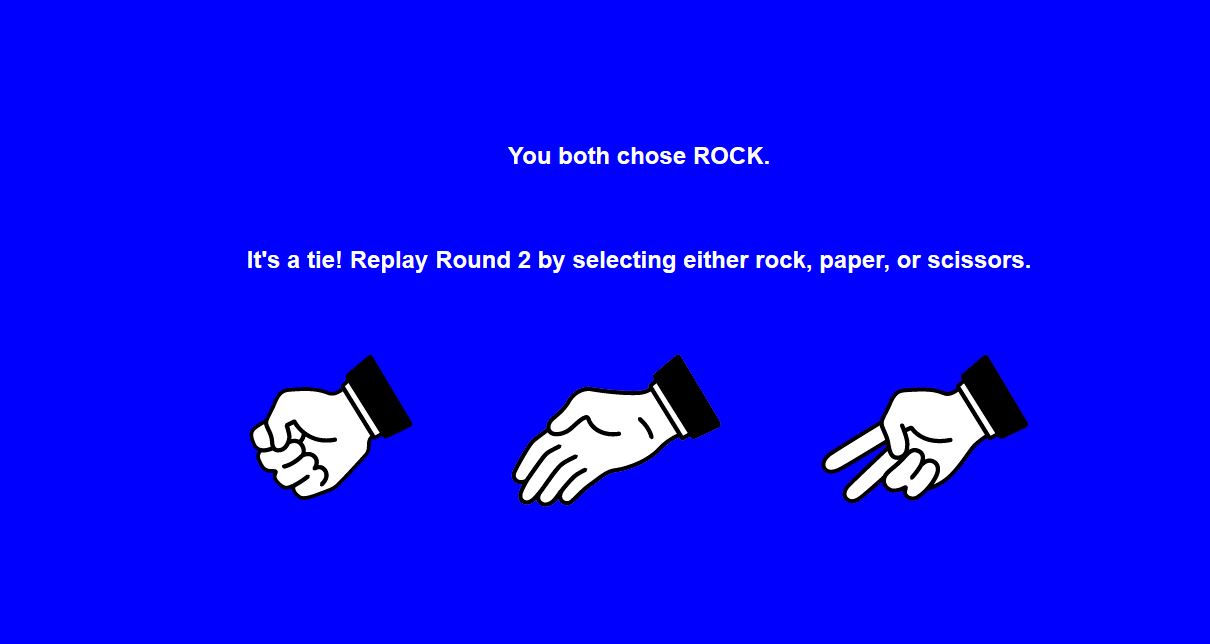 You both chose ROCK.
It's a tie! Replay Round 2 by selecting either rock, paper, or scissors.